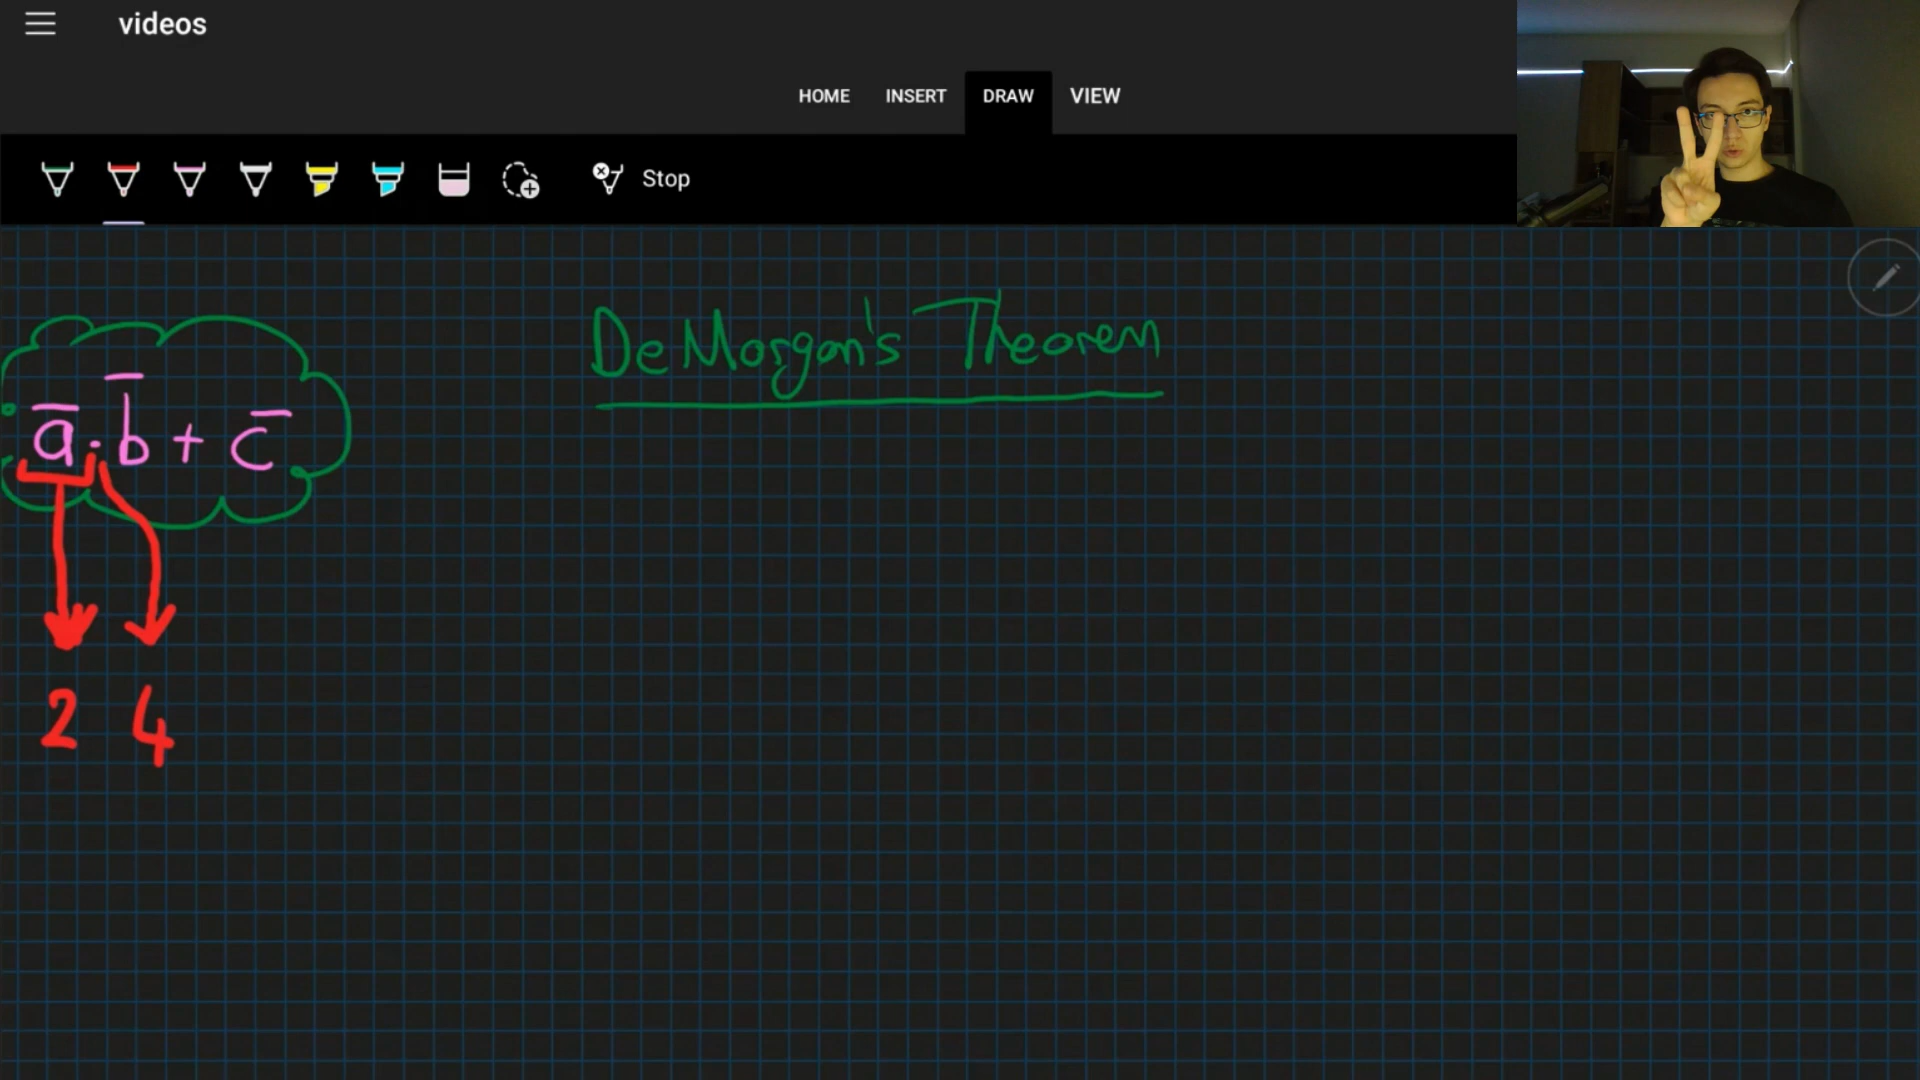 videos
HOME INSERT DRAW VIEW
Stop
De Morgan's Theorem
a̅ · b̅ + c̅
2 4